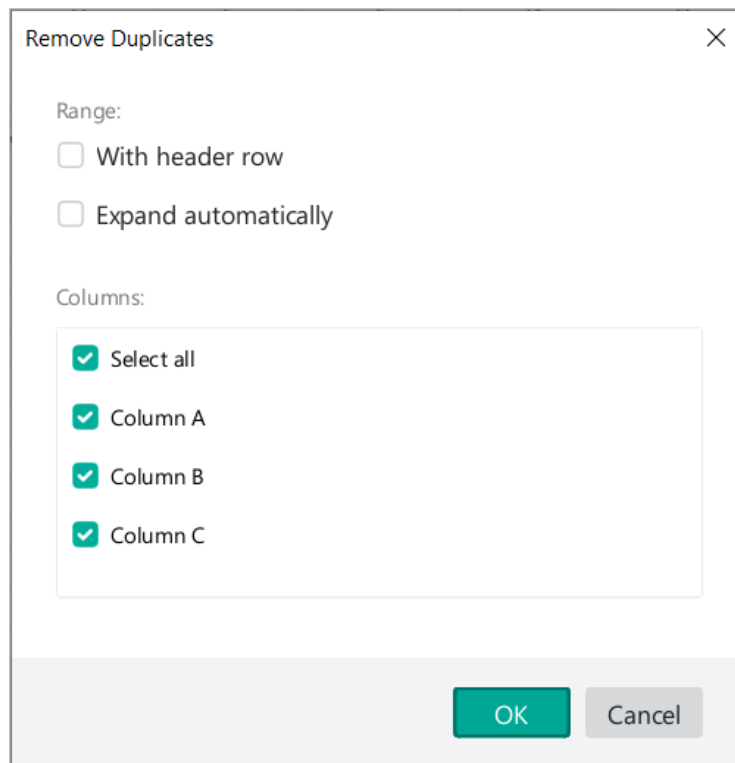 Remove Duplicates
Range:
With header row
Expand automatically
Columns:
Select all
Column A
Column B
Column C
OK
Cancel